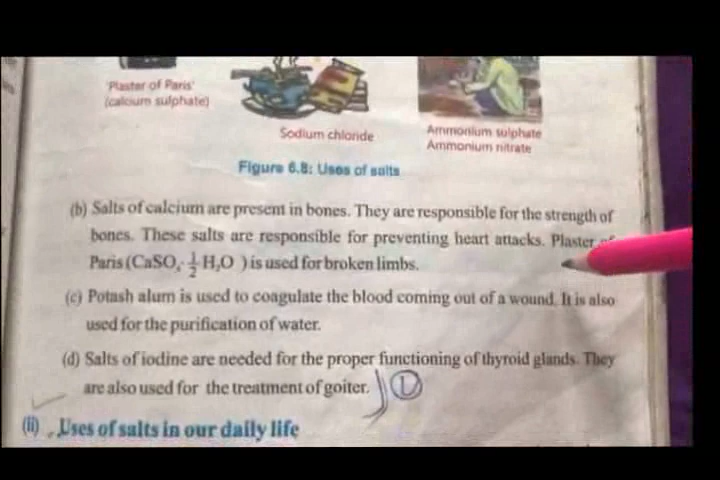 'Plaster of Paris'
(calcium sulphate)
Sodium chloride
Ammonium sulphate
Ammonium nitrate
Figure 6.8: Uses of salts
(b) Salts of calcium are present in bones. They are responsible for the strength of
bones. These salts are responsible for preventing heart attacks. Plaster of
Paris (CaSO₄.½H₂O ) is used for broken limbs.
(c) Potash alum is used to coagulate the blood coming out of a wound. It is also
used for the purification of water.
(d) Salts of iodine are needed for the proper functioning of thyroid glands. They
are also used for the treatment of goiter. ①
(ii) Uses of salts in our daily life